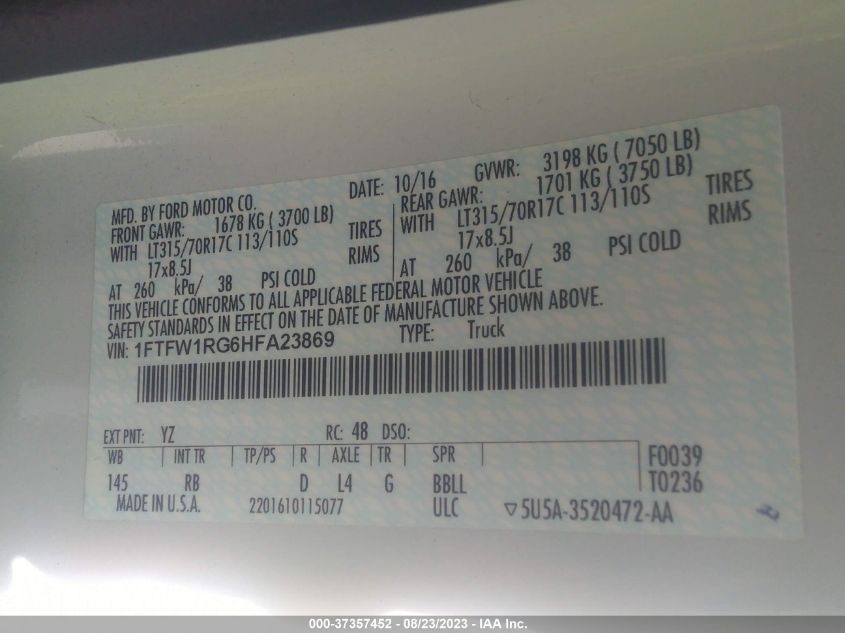 MFD. BY FORD MOTOR CO. DATE: 10/16 GVWR: 3198 KG ( 7050 LB)
FRONT GAWR: 1678 KG ( 3700 LB)
WITH LT315/70R17C 113/110S TIRES
17x8.5J RIMS
AT 260 kPa/ 38 PSI COLD
REAR GAWR: 1701 KG ( 3750 LB)
WITH LT315/70R17C 113/110S TIRES
17x8.5J RIMS
AT 260 kPa/ 38 PSI COLD
THIS VEHICLE CONFORMS TO ALL APPLICABLE FEDERAL MOTOR VEHICLE
SAFETY STANDARDS IN EFFECT ON THE DATE OF MANUFACTURE SHOWN ABOVE.
VIN: 1FTFW1RG6HFA23869 TYPE: Truck
EXT PNT: YZ RC: 48 DSO:
WB INT TR TP/PS R AXLE TR SPR F0039
145 RB D L4 G BBLL T0236
MADE IN U.S.A. 2201610115077 ULC ▽5U5A-3520472-AA
000-37357452 - 08/23/2023 - IAA Inc.